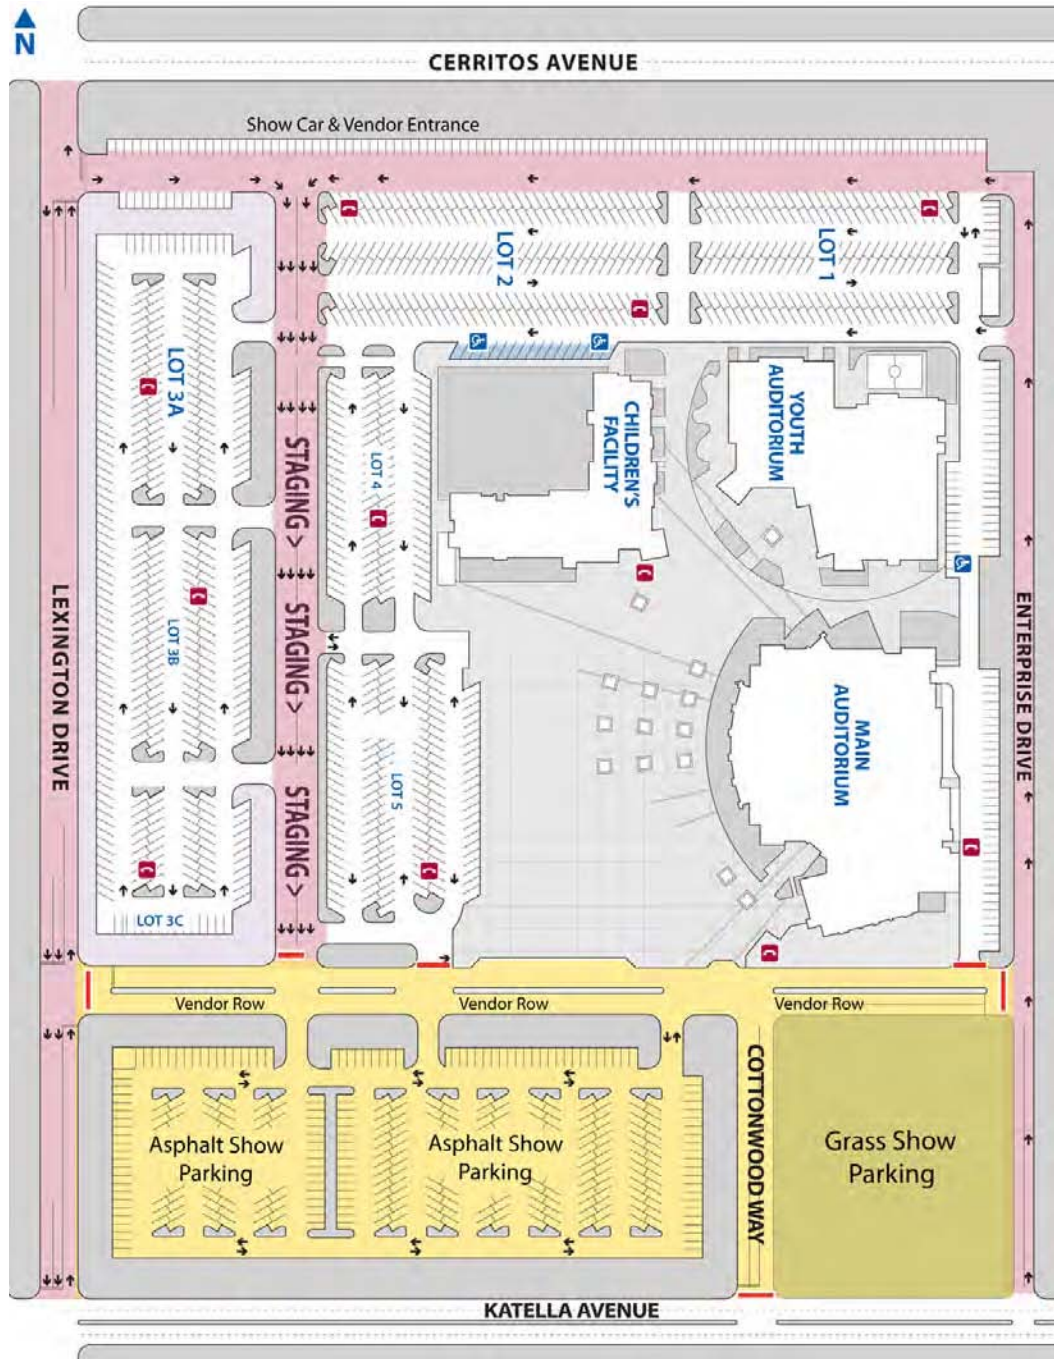 N
CERRITOS AVENUE
Show Car & Vendor Entrance
LOT 2
LOT 1
LOT 3A
LOT 4
CHILDREN'S
FACILITY
YOUTH
AUDITORIUM
STAGING >
STAGING >
STAGING >
LEXINGTON DRIVE
LOT 3B
ENTERPRISE DRIVE
MAIN
AUDITORIUM
LOT 5
LOT 3C
Vendor Row
Vendor Row
Vendor Row
COTTONWOOD WAY
Asphalt Show
Parking
Asphalt Show
Parking
Grass Show
Parking
KATELLA AVENUE